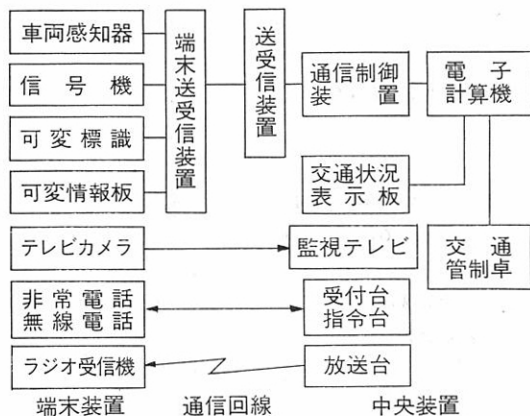 車両感知器
信号機
可変標識
可変情報板
端末送受信装置
送受信装置
通信制御
装置
電子
計算機
交通状況
表示板
交通
管制卓
テレビカメラ
監視テレビ
非常電話
無線電話
受付台
指令台
ラジオ受信機
放送台
端末装置
通信回線
中央装置